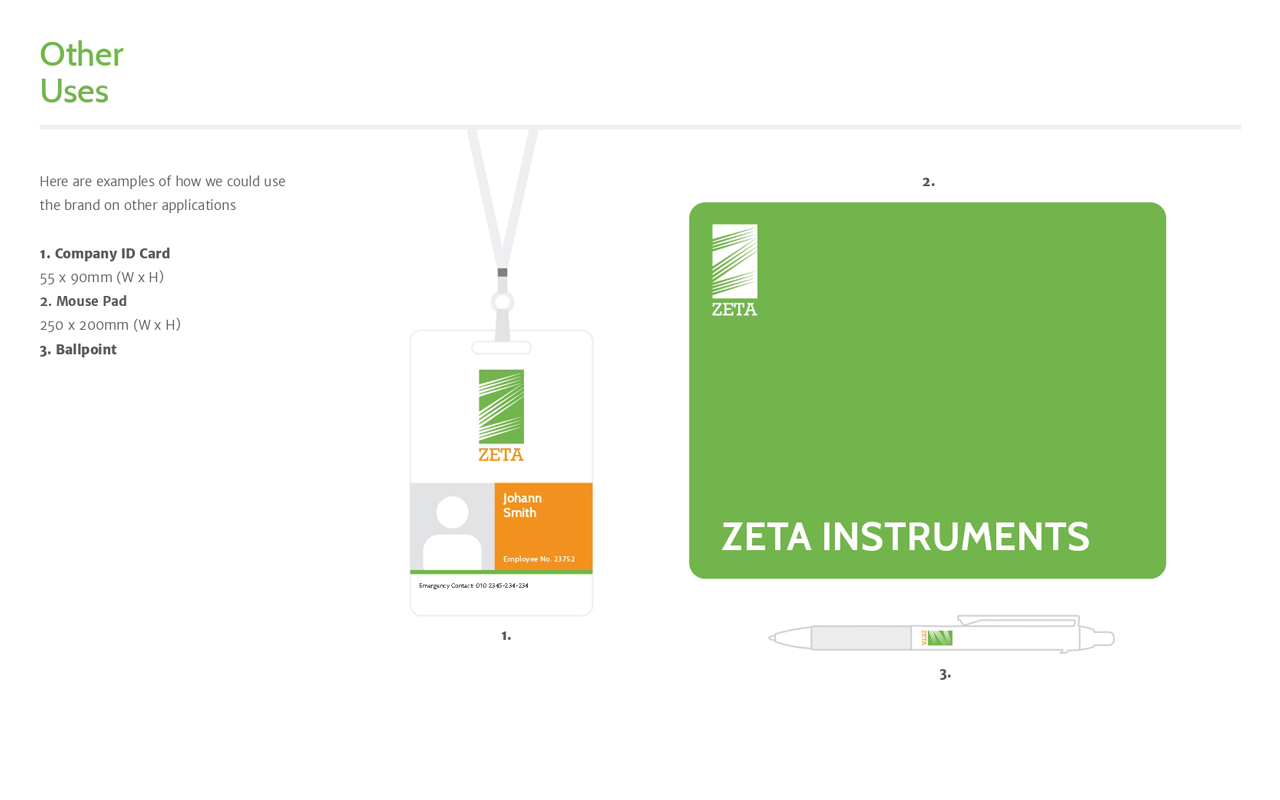 Other
Uses
Here are examples of how we could use
the brand on other applications
1. Company ID Card
55 x 90mm (W x H)
2. Mouse Pad
250 x 200mm (W x H)
3. Ballpoint
ZETA
Johann
Smith
Employee No. 23752
Emergency Contact: 010 2345-234-234
1.
2.
ZETA
ZETA INSTRUMENTS
ZETA
3.